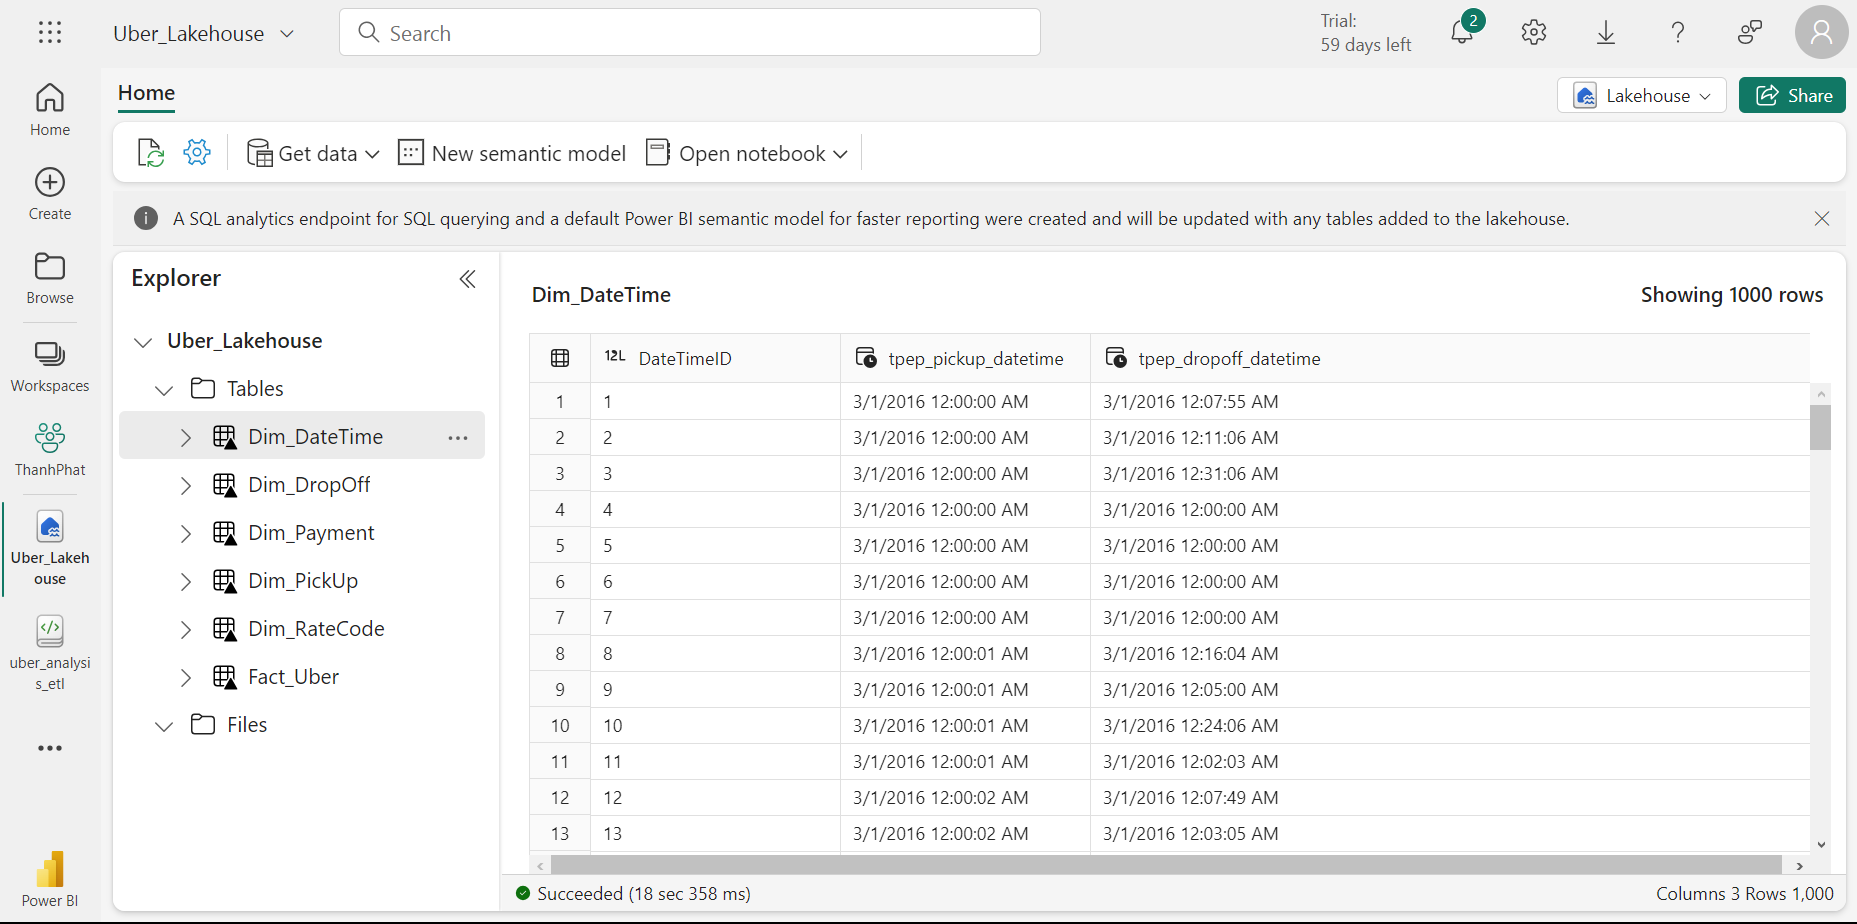 Uber_Lakehouse
Search
Trial:
59 days left
2
Home
Create
Browse
Workspaces
ThanhPhat
Uber_Lakeh
ouse
uber_analysi
s_etl
Power BI
Home
Lakehouse
Share
Get data
New semantic model
Open notebook
A SQL analytics endpoint for SQL querying and a default Power BI semantic model for faster reporting were created and will be updated with any tables added to the lakehouse.
Explorer
Uber_Lakehouse
Tables
Dim_DateTime
Dim_DropOff
Dim_Payment
Dim_PickUp
Dim_RateCode
Fact_Uber
Files
Dim_DateTime
Showing 1000 rows
12L DateTimeID tpep_pickup_datetime tpep_dropoff_datetime
1 1 3/1/2016 12:00:00 AM 3/1/2016 12:07:55 AM
2 2 3/1/2016 12:00:00 AM 3/1/2016 12:11:06 AM
3 3 3/1/2016 12:00:00 AM 3/1/2016 12:31:06 AM
4 4 3/1/2016 12:00:00 AM 3/1/2016 12:00:00 AM
5 5 3/1/2016 12:00:00 AM 3/1/2016 12:00:00 AM
6 6 3/1/2016 12:00:00 AM 3/1/2016 12:00:00 AM
7 7 3/1/2016 12:00:00 AM 3/1/2016 12:00:00 AM
8 8 3/1/2016 12:00:01 AM 3/1/2016 12:16:04 AM
9 9 3/1/2016 12:00:01 AM 3/1/2016 12:05:00 AM
10 10 3/1/2016 12:00:01 AM 3/1/2016 12:24:06 AM
11 11 3/1/2016 12:00:01 AM 3/1/2016 12:02:03 AM
12 12 3/1/2016 12:00:02 AM 3/1/2016 12:07:49 AM
13 13 3/1/2016 12:00:02 AM 3/1/2016 12:03:05 AM
Succeeded (18 sec 358 ms)
Columns 3 Rows 1,000